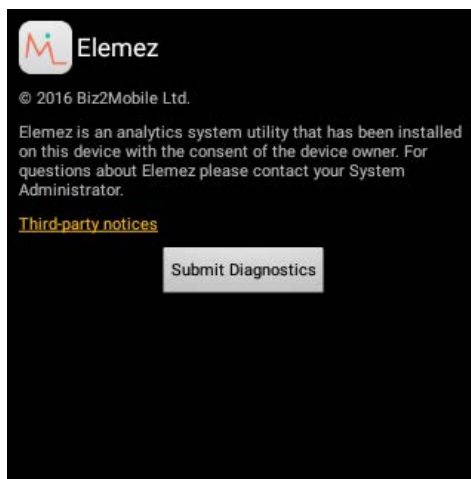 Elemez
© 2016 Biz2Mobile Ltd.
Elemez is an analytics system utility that has been installed
on this device with the consent of the device owner. For
questions about Elemez please contact your System
Administrator.
Third-party notices
Submit Diagnostics